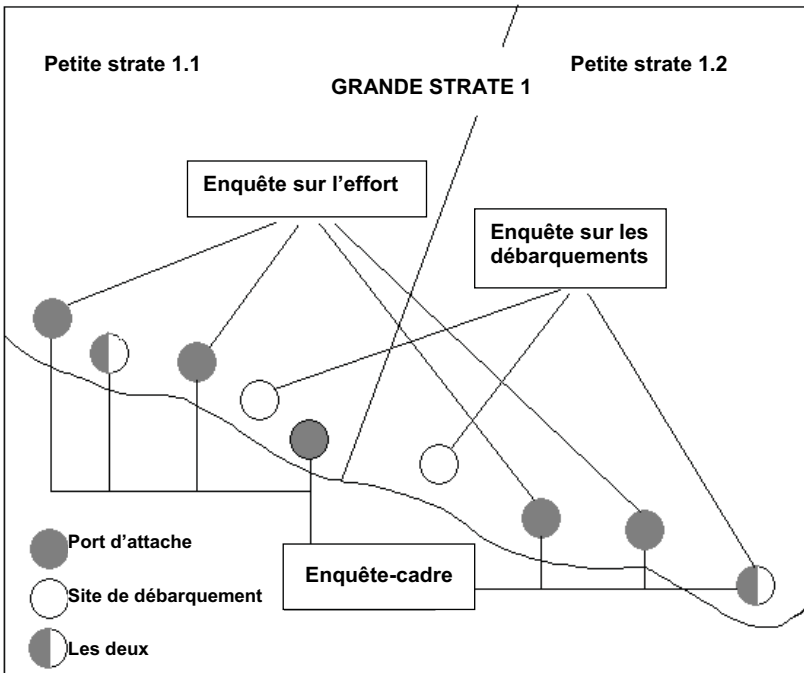 Petite strate 1.1
Petite strate 1.2
GRANDE STRATE 1
Enquête sur l’effort
Enquête sur les
débarquements
Enquête-cadre
Port d’attache
Site de débarquement
Les deux